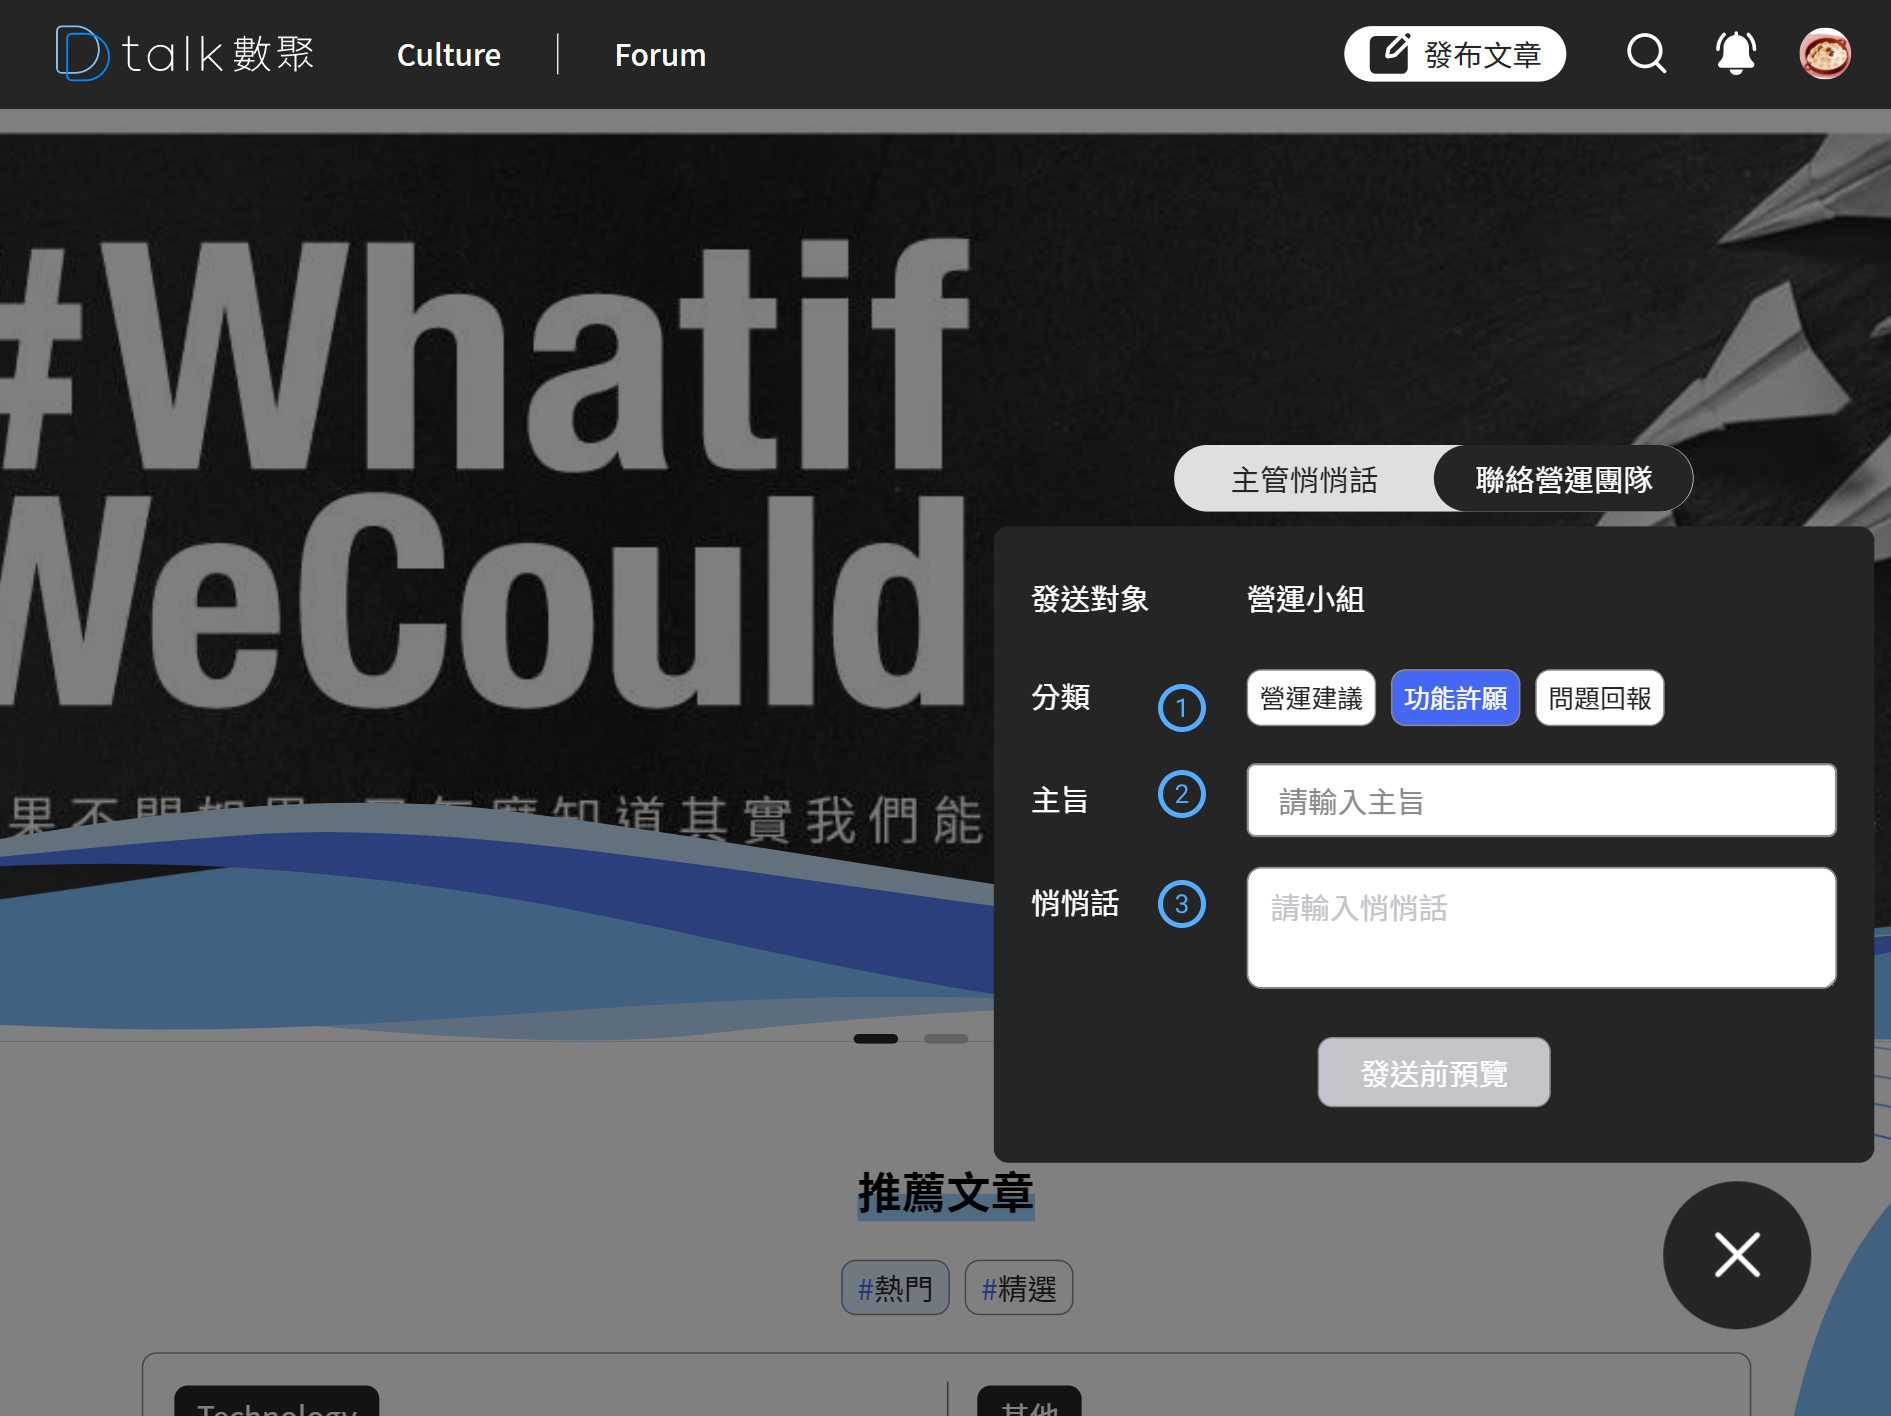 Dtalk數聚
Culture
Forum
發布文章
#Whatif
WeCould
果不問如果 又怎麼知道其實我們能
主管悄悄話
聯絡營運團隊
發送對象 營運小組
分類 1 營運建議 功能許願 問題回報
主旨 2 請輸入主旨
悄悄話 3 請輸入悄悄話
發送前預覽
推薦文章
#熱門 #精選
Technology
其他